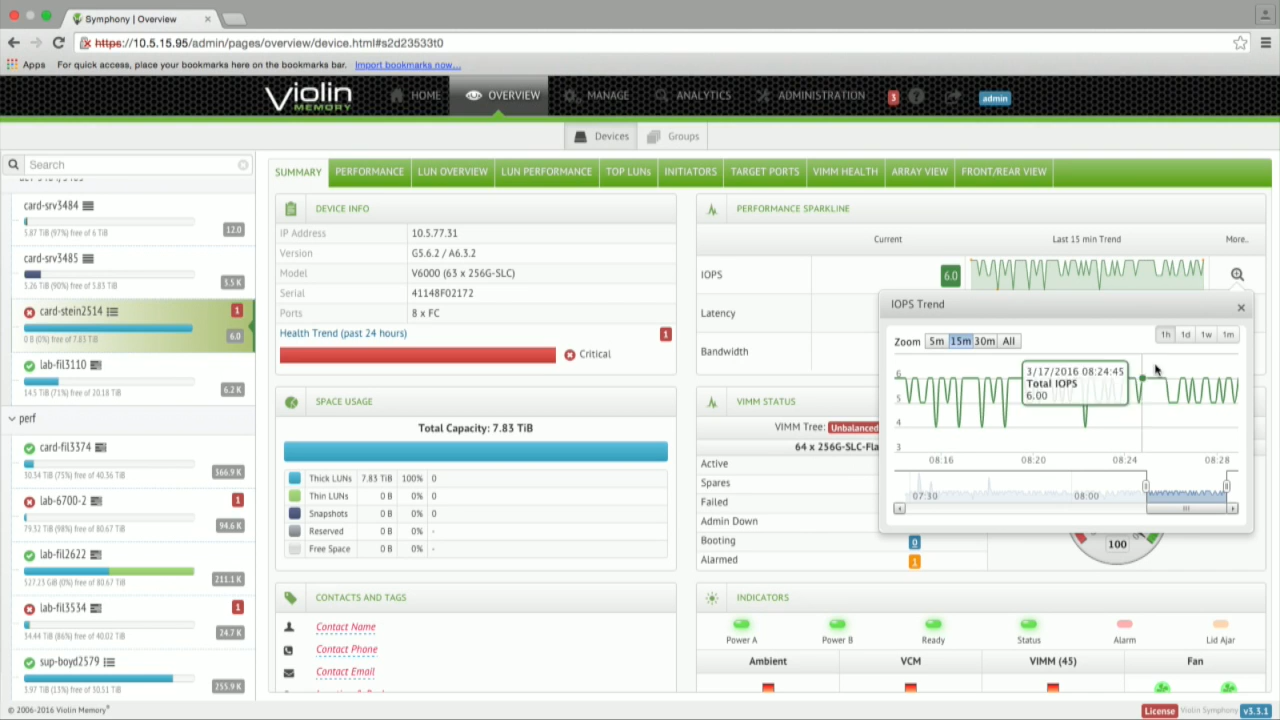 Symphony | Overview
https://10.5.15.95/admin/pages/overview/device.html#s2d23533t0
Apps For quick access, place your bookmarks here on the bookmarks bar. Import bookmarks now...
Violin MEMORY
HOME OVERVIEW MANAGE ANALYTICS ADMINISTRATION 3 admin
Devices Groups
Search
card-srv3484
5.87 TiB (97%) free of 6 TiB
12.0
card-srv3485
5.26 TiB (90%) free of 5.83 TiB
5.5 K
card-stein2514
1
0 B (0%) free of 7.83 TiB
6.0
lab-fil3110
14.5 TiB (71%) free of 20.18 TiB
6.2 K
perf
card-fil3374
30.54 TiB (75%) free of 40.36 TiB
366.9 K
lab-6700-2
1
79.32 TiB (98%) free of 80.67 TiB
94.6 K
lab-fil2622
527.23 GiB (0%) free of 80.67 TiB
211.1 K
lab-fil3534
1
34.44 TiB (86%) free of 40.02 TiB
24.7 K
sup-boyd2579
3.97 TiB (13%) free of 30.51 TiB
255.9 K
SUMMARY PERFORMANCE LUN OVERVIEW LUN PERFORMANCE TOP LUNs INITIATORS TARGET PORTS VIMM HEALTH ARRAY VIEW FRONT/REAR VIEW
DEVICE INFO
IP Address 10.5.77.31
Version G5.6.2 / A6.3.2
Model V6000 (63 x 256G-SLC)
Serial 41148F02172
Ports 8 x FC
Health Trend (past 24 hours) 1
Critical
SPACE USAGE
Total Capacity: 7.83 TiB
Thick LUNs 7.83 TiB 100% 0
Thin LUNs 0 B 0% 0
Snapshots 0 B 0% 0
Reserved 0 B 0% -
Free Space 0 B 0% -
CONTACTS AND TAGS
Contact Name
Contact Phone
Contact Email
PERFORMANCE SPARKLINE
Current Last 15 min Trend More..
IOPS 6.0
Latency
Bandwidth
IOPS Trend
Zoom 5m 15m 30m All
1h 1d 1w 1m
3/17/2016 08:24:45
Total IOPS
6.00
6
5
4
3
08:16 08:20 08:24 08:28
07:30 08:00
VIMM STATUS
VIMM Tree: Unbalanced
64 x 256G-SLC-Fla
Active
Spares
Failed
Admin Down
Booting 0
Alarmed 1
100
INDICATORS
Power A Power B Ready Status Alarm Lid Ajar
Ambient VCM VIMM (45) Fan
© 2006-2016 Violin Memory®
License Violin Symphony v3.3.1